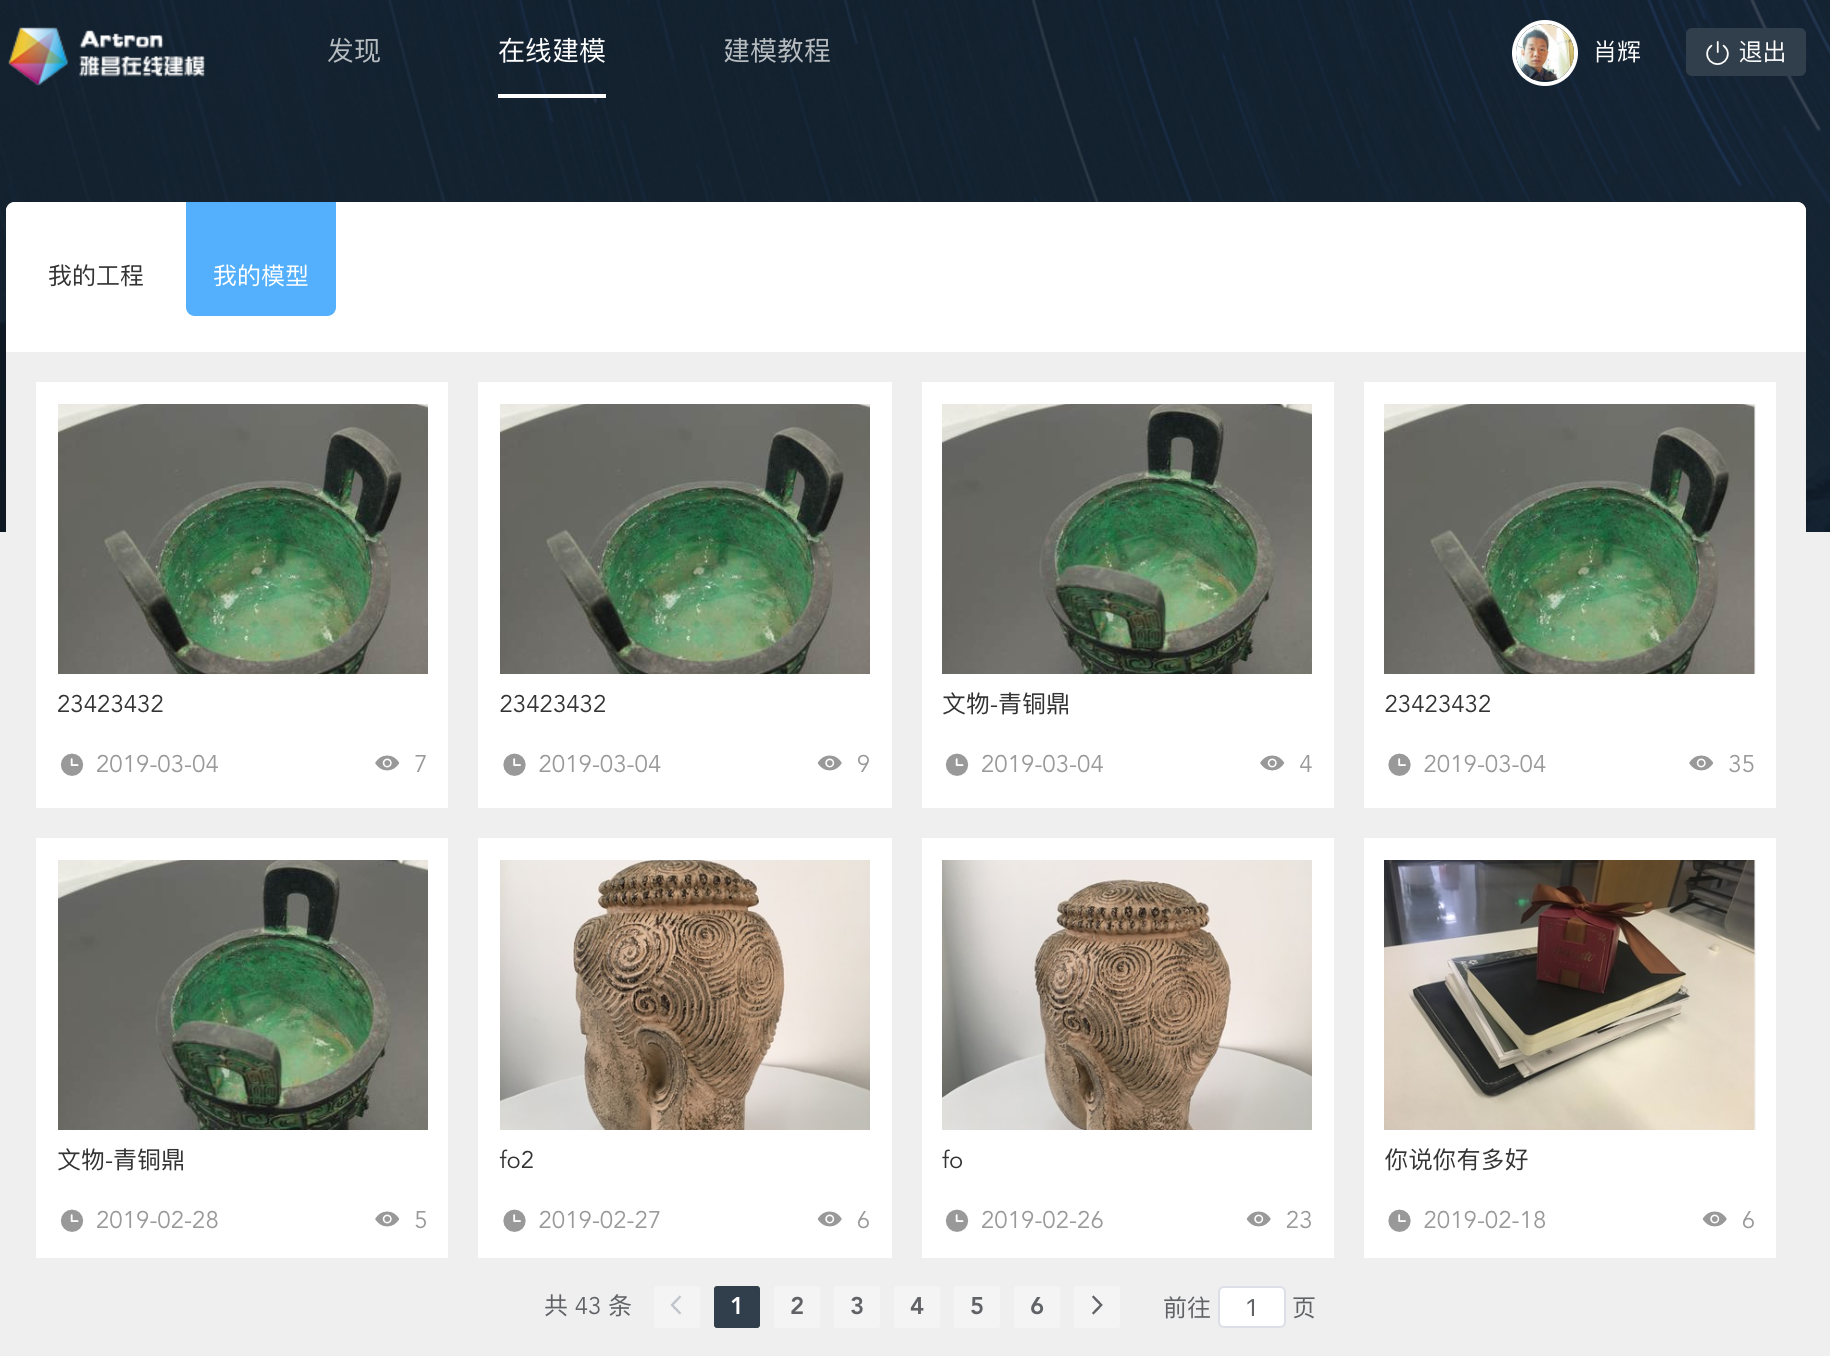 Artron
雅昌在线建模
发现
在线建模
建模教程
肖辉
退出
我的工程
我的模型
23423432
2019-03-04
7
23423432
2019-03-04
9
文物-青铜鼎
2019-03-04
4
23423432
2019-03-04
35
文物-青铜鼎
2019-02-28
5
fo2
2019-02-27
6
fo
2019-02-26
23
你说你有多好
2019-02-18
6
共 43 条
1
2
3
4
5
6
前往 1 页